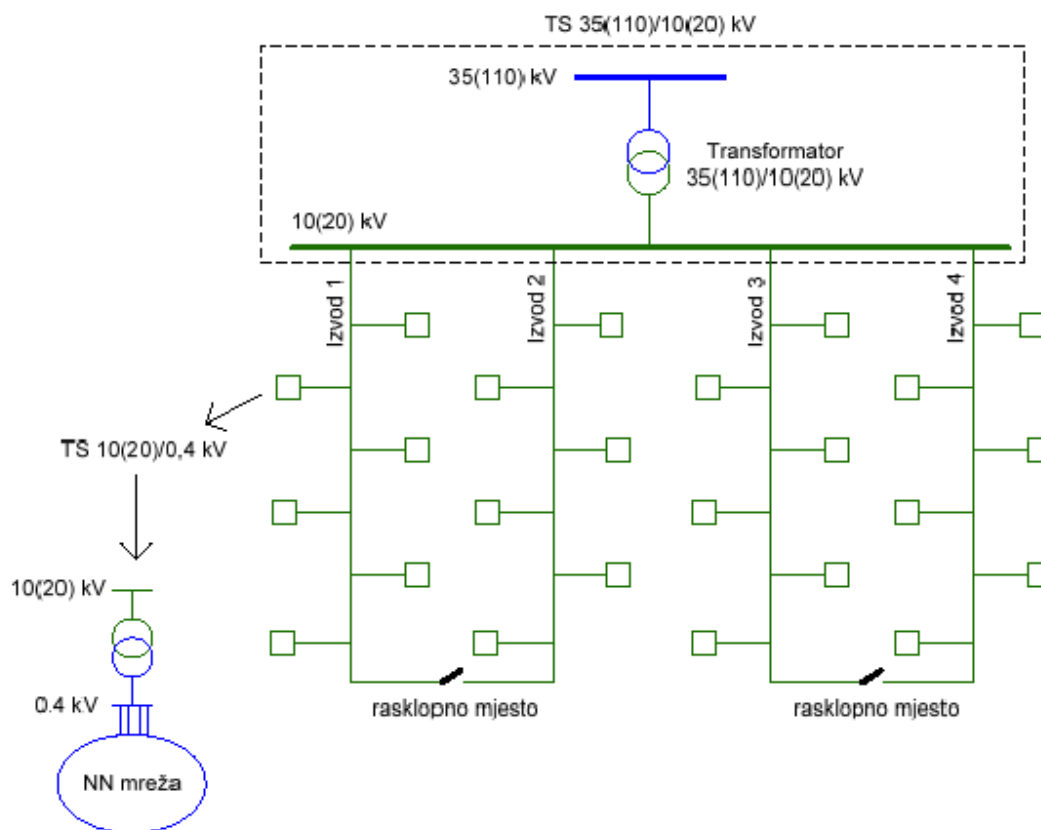 TS 35(110)/10(20) kV
35(110) kV
Transformator
35(110)/10(20) kV
10(20) kV
Izvod 1
Izvod 2
Izvod 3
Izvod 4
TS 10(20)/0,4 kV
10(20) kV
0.4 kV
NN mreža
rasklopno mjesto
rasklopno mjesto